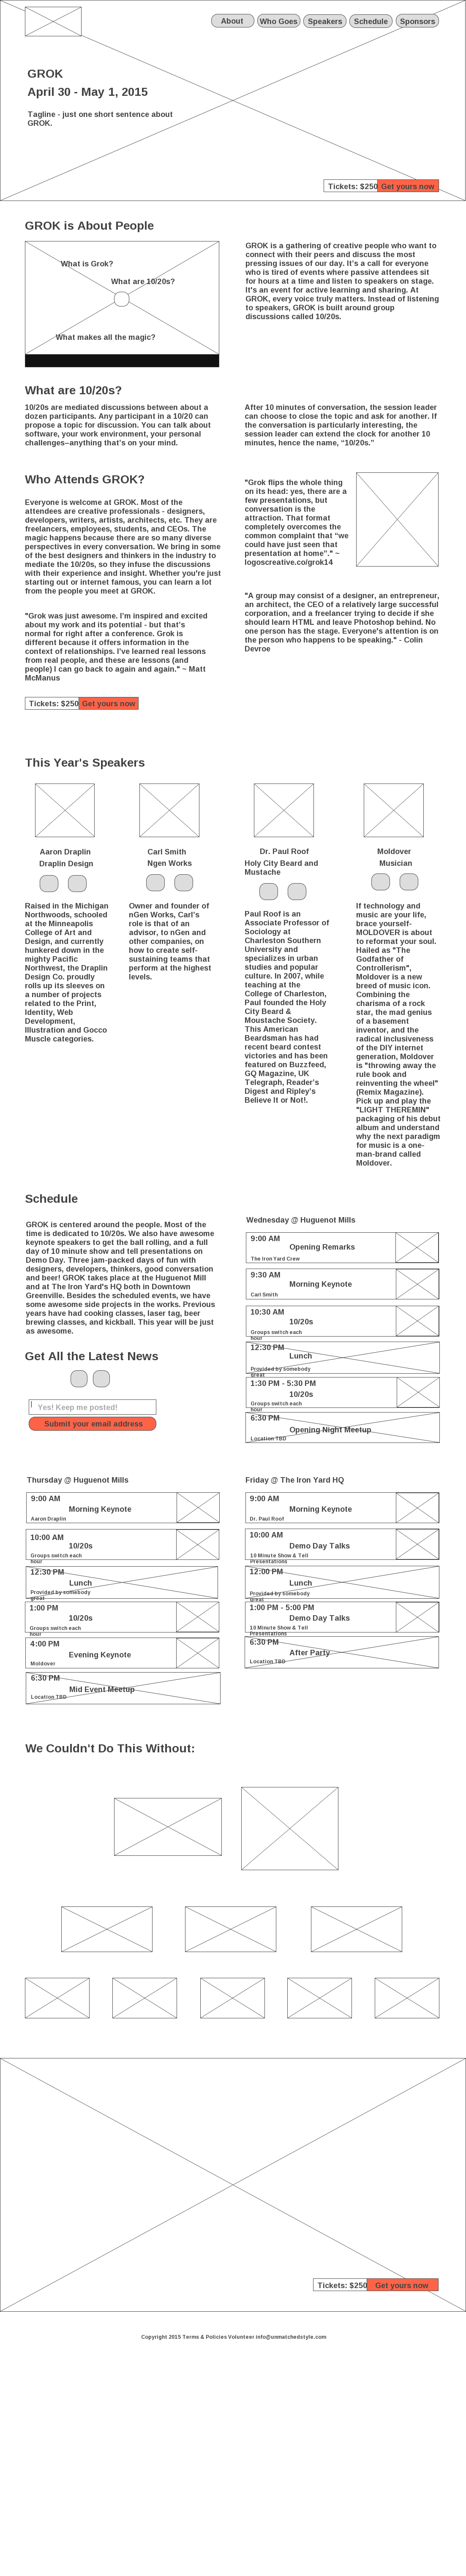 About
Who Goes
Speakers
Schedule
Sponsors
GROK
April 30 - May 1, 2015
Tagline - just one short sentence about
GROK.
Tickets: $250
Get yours now
GROK is About People
What is Grok?
What are 10/20s?
What makes all the magic?
GROK is a gathering of creative people who want to
connect with their peers and discuss the most
pressing issues of our day. It's a call for everyone
who is tired of events where passive attendees sit
for hours at a time and listen to speakers on stage.
It's an event for active learning and sharing. At
GROK, every voice truly matters. Instead of listening
to speakers, GROK is built around group
discussions called 10/20s.
What are 10/20s?
10/20s are mediated discussions between about a
dozen participants. Any participant in a 10/20 can
propose a topic for discussion. You can talk about
software, your work environment, your personal
challenges–anything that's on your mind.
After 10 minutes of conversation, the session leader
can choose to close the topic and ask for another. If
the conversation is particularly interesting, the
session leader can extend the clock for another 10
minutes, hence the name, “10/20s.”
Who Attends GROK?
Everyone is welcome at GROK. Most of the
attendees are creative professionals - designers,
developers, writers, artists, architects, etc. They are
freelancers, employees, students, and CEOs. The
magic happens because there are so many diverse
perspectives in every conversation. We bring in some
of the best designers and thinkers in the industry to
mediate the 10/20s, so they infuse the discussions
with their experience and insight. Whether you're just
starting out or internet famous, you can learn a lot
from the people you meet at GROK.
"Grok flips the whole thing
on its head: yes, there are a
few presentations, but
conversation is the
attraction. That format
completely overcomes the
common complaint that “we
could have just seen that
presentation at home”." ~
logoscreative.co/grok14
"Grok was just awesome. I'm inspired and excited
about my work and its potential - but that's
normal for right after a conference. Grok is
different because it offers information in the
context of relationships. I've learned real lessons
from real people, and these are lessons (and
people) I can go back to again and again." ~ Matt
McManus
"A group may consist of a designer, an entrepreneur,
an architect, the CEO of a relatively large successful
corporation, and a freelancer trying to decide if she
should learn HTML and leave Photoshop behind. No
one person has the stage. Everyone's attention is on
the person who happens to be speaking." - Colin
Devroe
Tickets: $250
Get yours now
This Year's Speakers
Aaron Draplin
Draplin Design
Raised in the Michigan
Northwoods, schooled
at the Minneapolis
College of Art and
Design, and currently
hunkered down in the
mighty Pacific
Northwest, the Draplin
Design Co. proudly
rolls up its sleeves on
a number of projects
related to the Print,
Identity, Web
Development,
Illustration and Gocco
Muscle categories.
Carl Smith
Ngen Works
Owner and founder of
nGen Works, Carl's
role is that of an
advisor, to nGen and
other companies, on
how to create self-
sustaining teams that
perform at the highest
levels.
Dr. Paul Roof
Holy City Beard and
Mustache
Paul Roof is an
Associate Professor of
Sociology at
Charleston Southern
University and
specializes in urban
studies and popular
culture. In 2007, while
teaching at the
College of Charleston,
Paul founded the Holy
City Beard &
Moustache Society.
This American
Beardsman has had
recent beard contest
victories and has been
featured on Buzzfeed,
GQ Magazine, UK
Telegraph, Reader's
Digest and Ripley's
Believe It or Not!.
Moldover
Musician
If technology and
music are your life,
brace yourself-
MOLDOVER is about
to reformat your soul.
Hailed as "The
Godfather of
Controllerism",
Moldover is a new
breed of music icon.
Combining the
charisma of a rock
star, the mad genius
of a basement
inventor, and the
radical inclusiveness
of the DIY internet
generation, Moldover
is "throwing away the
rule book and
reinventing the wheel"
(Remix Magazine).
Pick up and play the
"LIGHT THEREMIN"
packaging of his debut
album and understand
why the next paradigm
for music is a one-
man-brand called
Moldover.
Schedule
GROK is centered around the people. Most of the
time is dedicated to 10/20s. We also have awesome
keynote speakers to get the ball rolling, and a full
day of 10 minute show and tell presentations on
Demo Day. Three jam-packed days of fun with
designers, developers, thinkers, good conversation
and beer! GROK takes place at the Huguenot Mill
and at The Iron Yard's HQ both in Downtown
Greenville. Besides the scheduled events, we have
some awesome side projects in the works. Previous
years have had cooking classes, laser tag, beer
brewing classes, and kickball. This year will be just
as awesome.
Get All the Latest News
Yes! Keep me posted!
Submit your email address
Wednesday @ Huguenot Mills
9:00 AM
Opening Remarks
The Iron Yard Crew
9:30 AM
Morning Keynote
Carl Smith
10:30 AM
10/20s
Groups switch each
hour
12:30 PM
Lunch
Provided by somebody
great
1:30 PM - 5:30 PM
10/20s
Groups switch each
hour
6:30 PM
Opening Night Meetup
Location TBD
Thursday @ Huguenot Mills
9:00 AM
Morning Keynote
Aaron Draplin
10:00 AM
10/20s
Groups switch each
hour
12:30 PM
Lunch
Provided by somebody
great
1:00 PM
10/20s
Groups switch each
hour
4:00 PM
Evening Keynote
Moldover
6:30 PM
Mid Event Meetup
Location TBD
Friday @ The Iron Yard HQ
9:00 AM
Morning Keynote
Dr. Paul Roof
10:00 AM
Demo Day Talks
10 Minute Show & Tell
Presentations
12:00 PM
Lunch
Provided by somebody
great
1:00 PM - 5:00 PM
Demo Day Talks
10 Minute Show & Tell
Presentations
6:30 PM
After Party
Location TBD
We Couldn't Do This Without:
Tickets: $250
Get yours now
Copyright 2015 Terms & Policies Volunteer info@unmatchedstyle.com